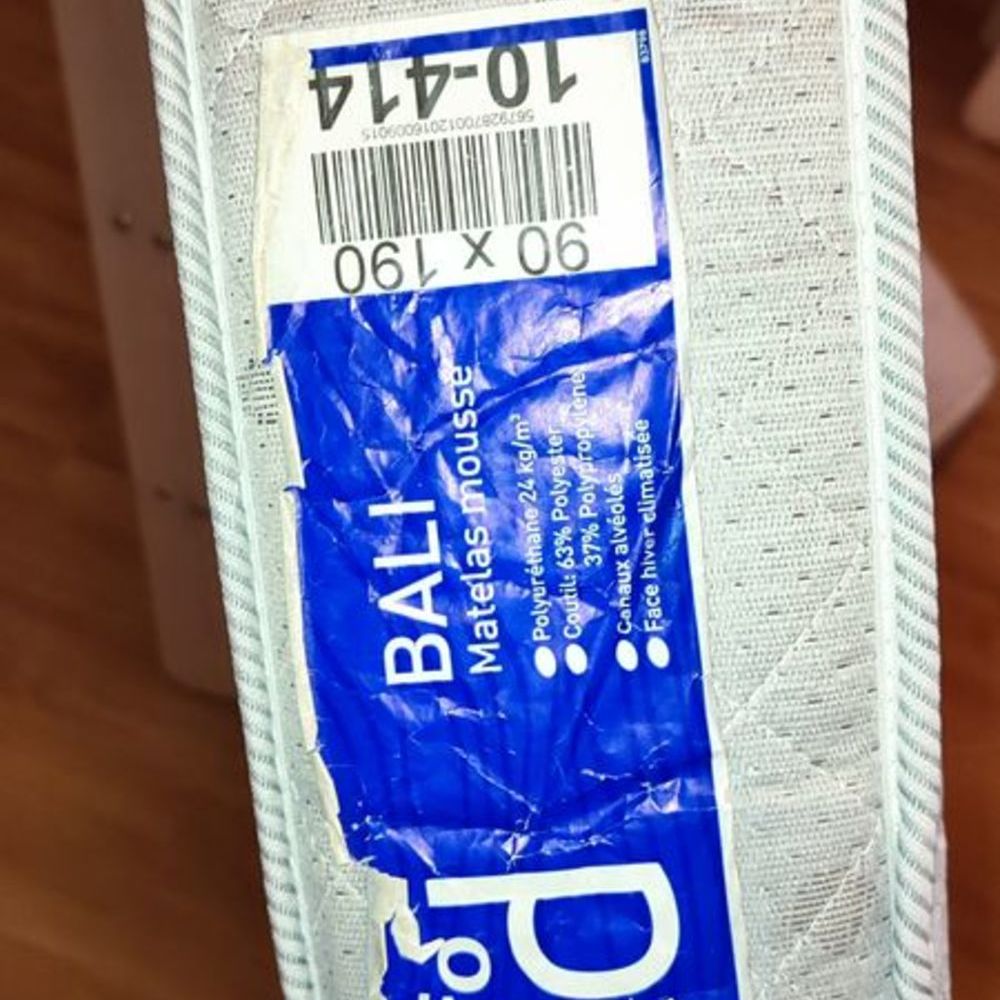 10-414
56792870012016009015
90 x 190
BALI
Matelas mousse
Polyuréthane 24 kg/m³
Coutil: 63% Polyester
37% Polypropylène
Canaux alvéolés
Face hiver climatisée